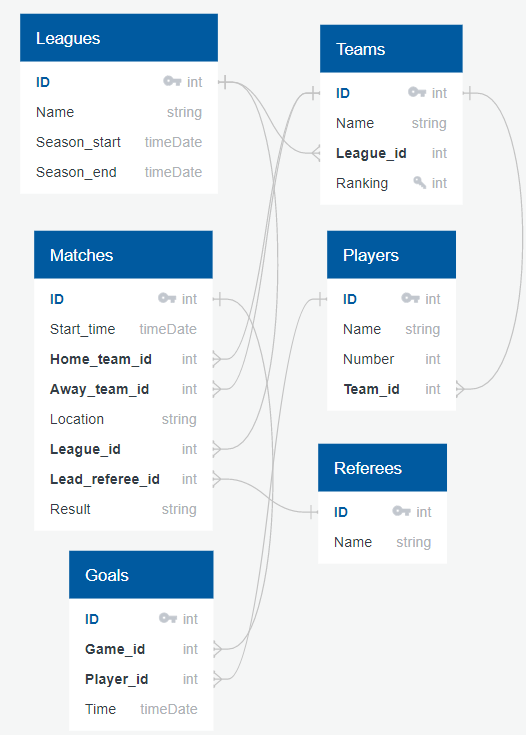 Leagues
ID int
Name string
Season_start timeDate
Season_end timeDate
Teams
ID int
Name string
League_id int
Ranking int
Matches
ID int
Start_time timeDate
Home_team_id int
Away_team_id int
Location string
League_id int
Lead_referee_id int
Result string
Players
ID int
Name string
Number int
Team_id int
Referees
ID int
Name string
Goals
ID int
Game_id int
Player_id int
Time timeDate